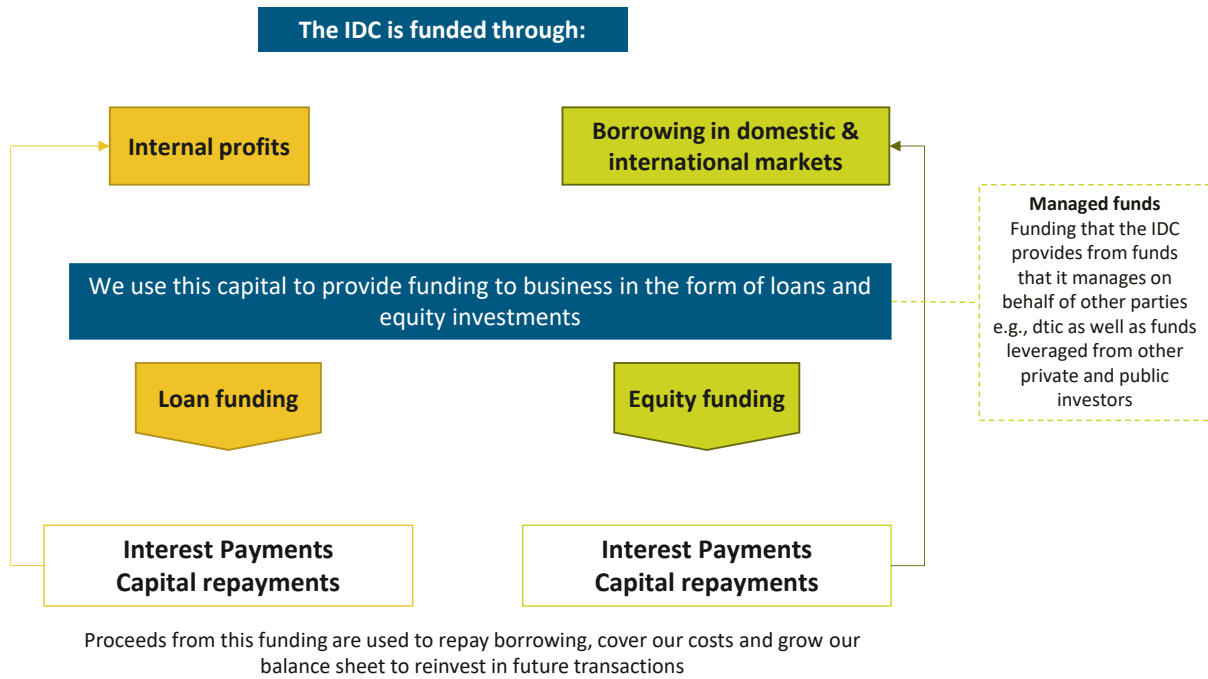 The IDC is funded through:
Internal profits
Borrowing in domestic &
international markets
Managed funds
Funding that the IDC
provides from funds
that it manages on
behalf of other parties
e.g., dtic as well as funds
leveraged from other
private and public
investors
We use this capital to provide funding to business in the form of loans and
equity investments
Loan funding
Equity funding
Interest Payments
Capital repayments
Interest Payments
Capital repayments
Proceeds from this funding are used to repay borrowing, cover our costs and grow our
balance sheet to reinvest in future transactions